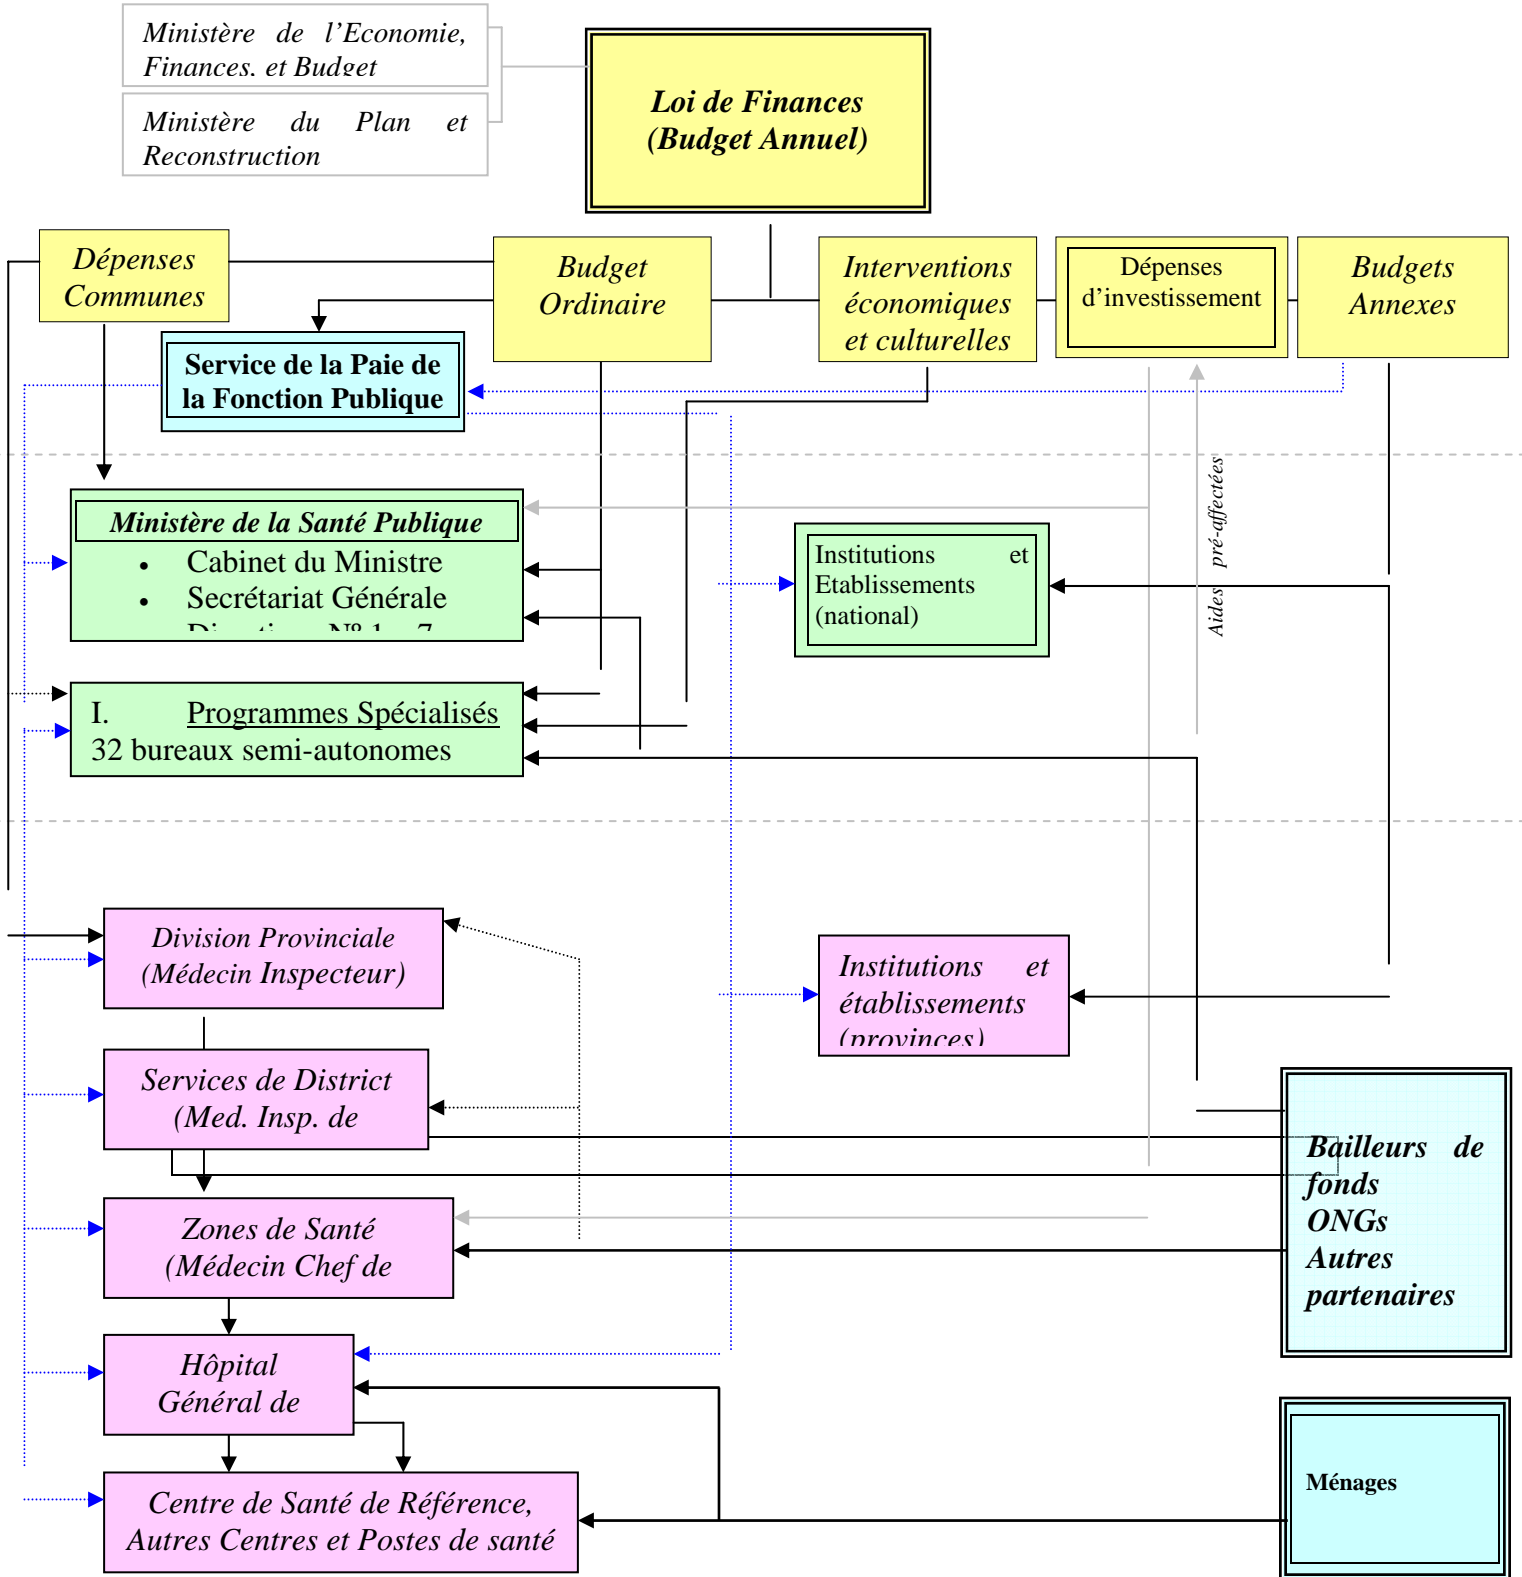 Ministère de l’Economie,
Finances, et Budget
Ministère du Plan et
Reconstruction
Loi de Finances
(Budget Annuel)
Dépenses
Communes
Budget
Ordinaire
Interventions
économiques
et culturelles
Dépenses
d’investissement
Budgets
Annexes
Service de la Paie de
la Fonction Publique
Aides pré-affectées
Ministère de la Santé Publique
• Cabinet du Ministre
• Secrétariat Générale
Directions N° 1 – 7
Institutions et
Etablissements
(national)
I. Programmes Spécialisés
32 bureaux semi-autonomes
Division Provinciale
(Médecin Inspecteur)
Institutions et
établissements
(provinces)
Services de District
(Med. Insp. de
Bailleurs de
fonds
ONGs
Autres
partenaires
Zones de Santé
(Médecin Chef de
Hôpital
Général de
Ménages
Centre de Santé de Référence,
Autres Centres et Postes de santé